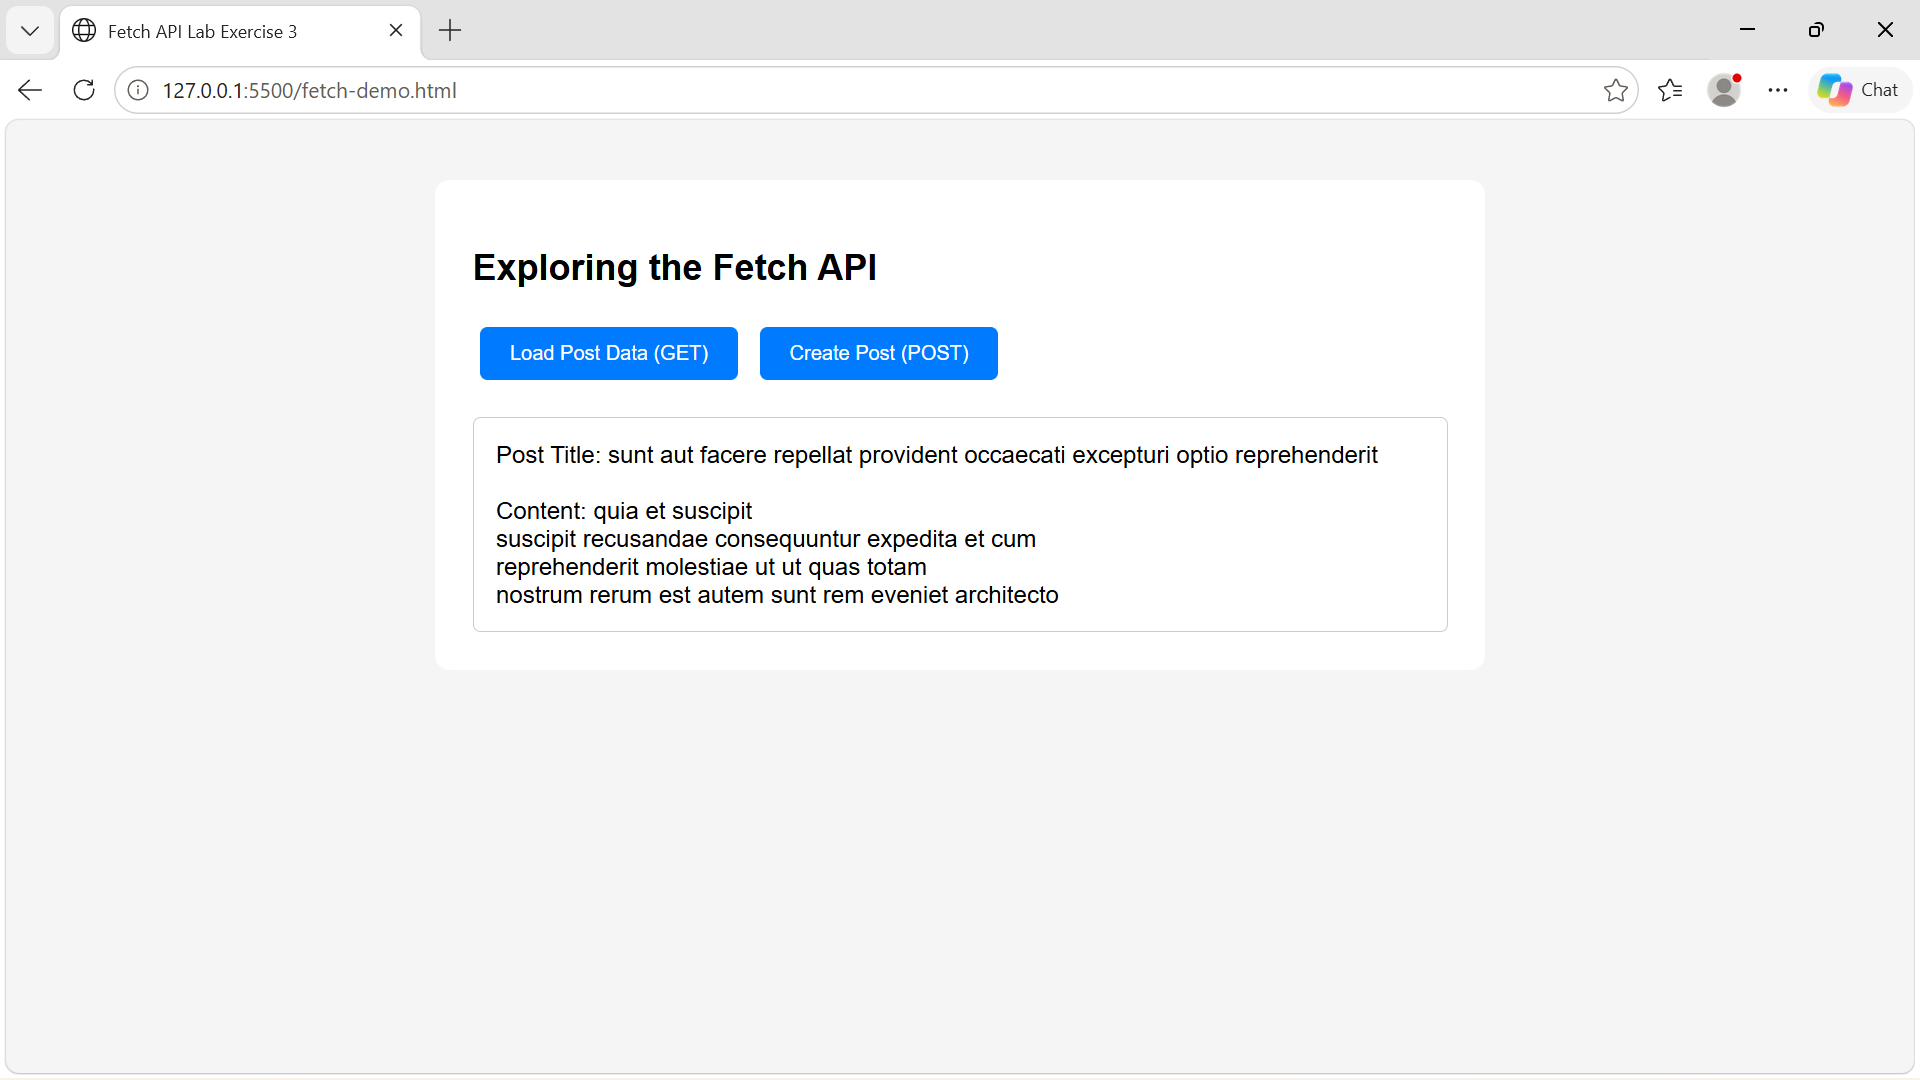 Fetch API Lab Exercise 3
127.0.0.1:5500/fetch-demo.html
Chat
Exploring the Fetch API
Load Post Data (GET)
Create Post (POST)
Post Title: sunt aut facere repellat provident occaecati excepturi optio reprehenderit
Content: quia et suscipit
suscipit recusandae consequuntur expedita et cum
reprehenderit molestiae ut ut quas totam
nostrum rerum est autem sunt rem eveniet architecto